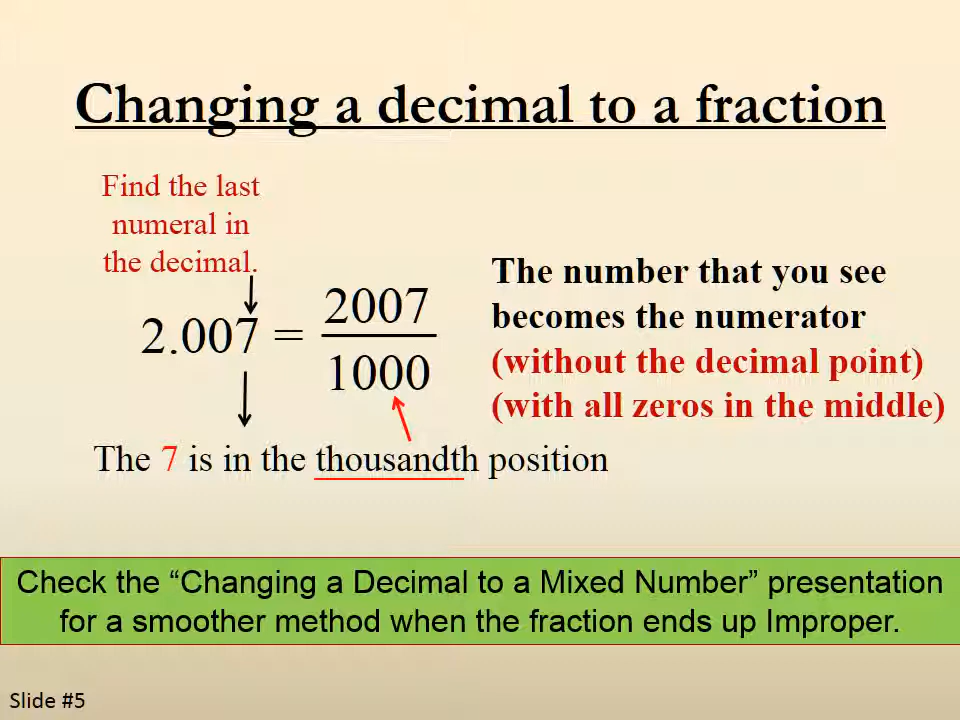 Changing a decimal to a fraction
Find the last
numeral in
the decimal.
2.007 = 2007
1000
The number that you see
becomes the numerator
(without the decimal point)
(with all zeros in the middle)
The 7 is in the thousandth position
Check the “Changing a Decimal to a Mixed Number” presentation
for a smoother method when the fraction ends up Improper.
Slide #5